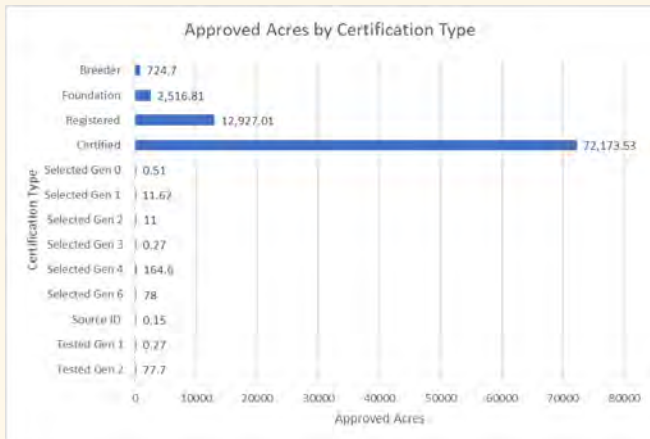 Approved Acres by Certification Type
Certification Type
Breeder 724.7
Foundation 2,516.81
Registered 12,927.01
Certified 72,173.53
Selected Gen 0 0.51
Selected Gen 1 11.67
Selected Gen 2 11
Selected Gen 3 0.27
Selected Gen 4 164.6
Selected Gen 6 78
Source ID 0.15
Tested Gen 1 0.27
Tested Gen 2 77.7
0 10000 20000 30000 40000 50000 60000 70000 80000
Approved Acres